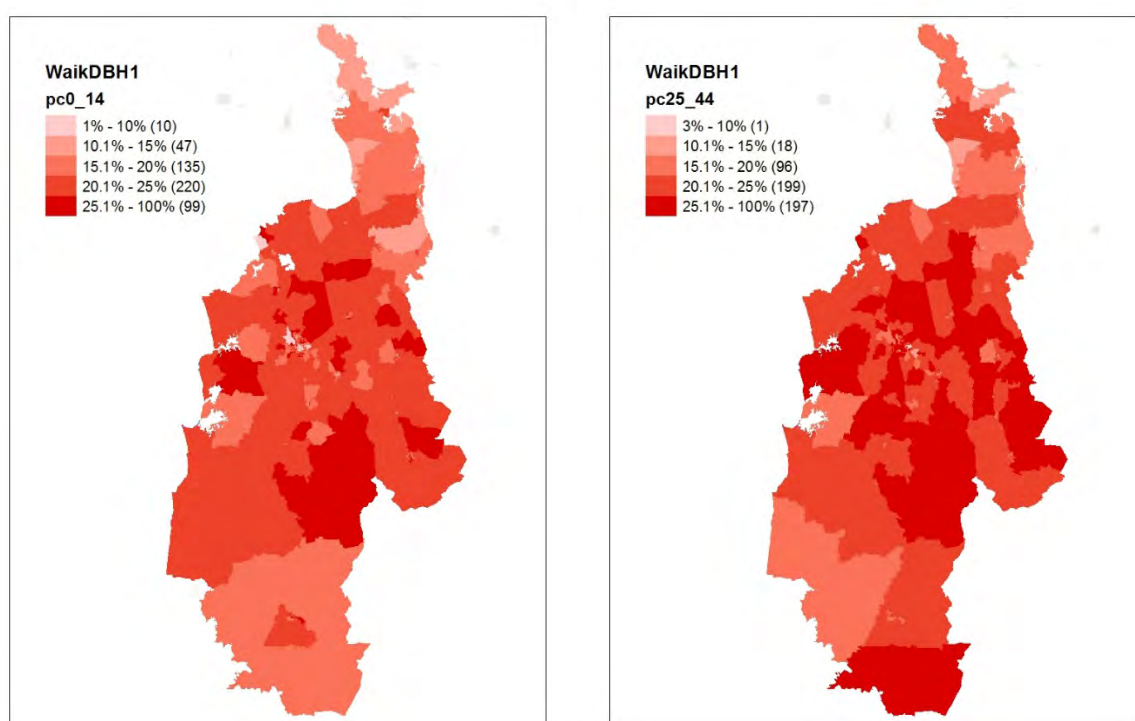 WaikDBH1
pc0_14
1% - 10% (10)
10.1% - 15% (47)
15.1% - 20% (135)
20.1% - 25% (220)
25.1% - 100% (99)
WaikDBH1
pc25_44
3% - 10% (1)
10.1% - 15% (18)
15.1% - 20% (96)
20.1% - 25% (199)
25.1% - 100% (197)